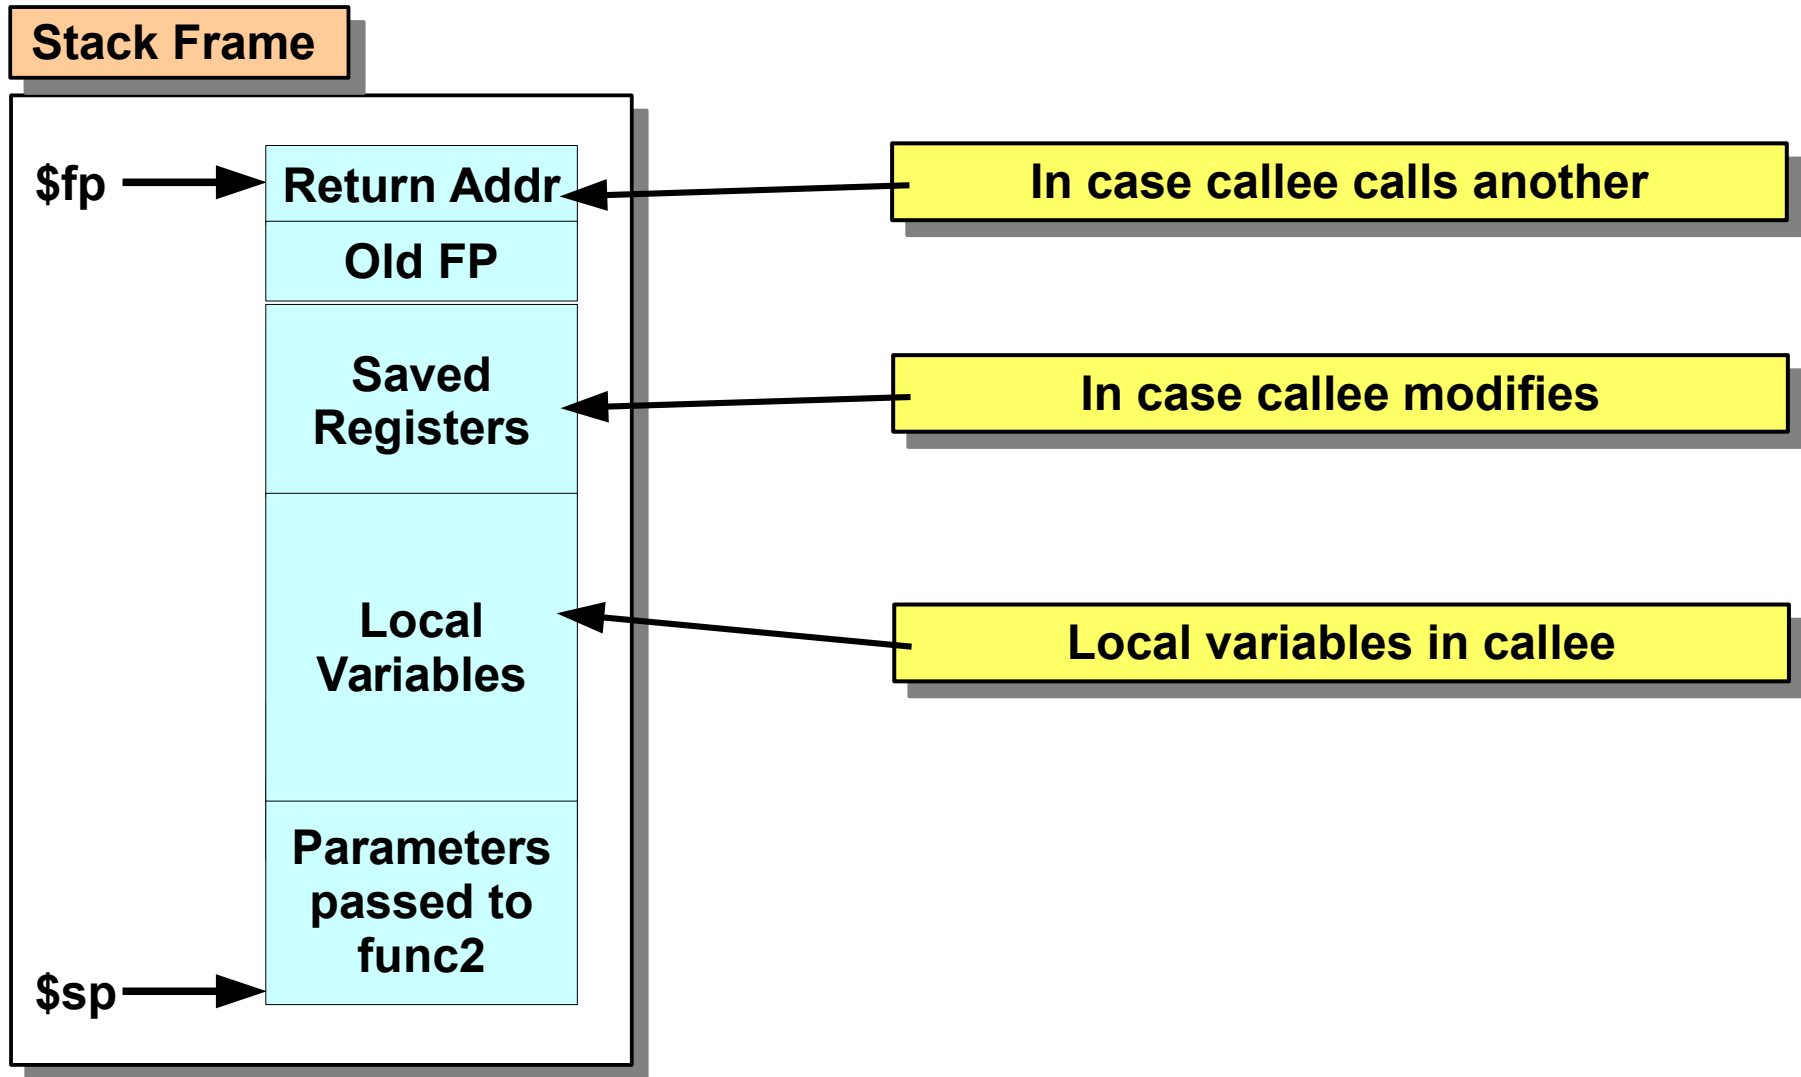 Stack Frame
$fp
Return Addr
In case callee calls another
Old FP
Saved
Registers
In case callee modifies
Local
Variables
Local variables in callee
Parameters
passed to
func2
$sp